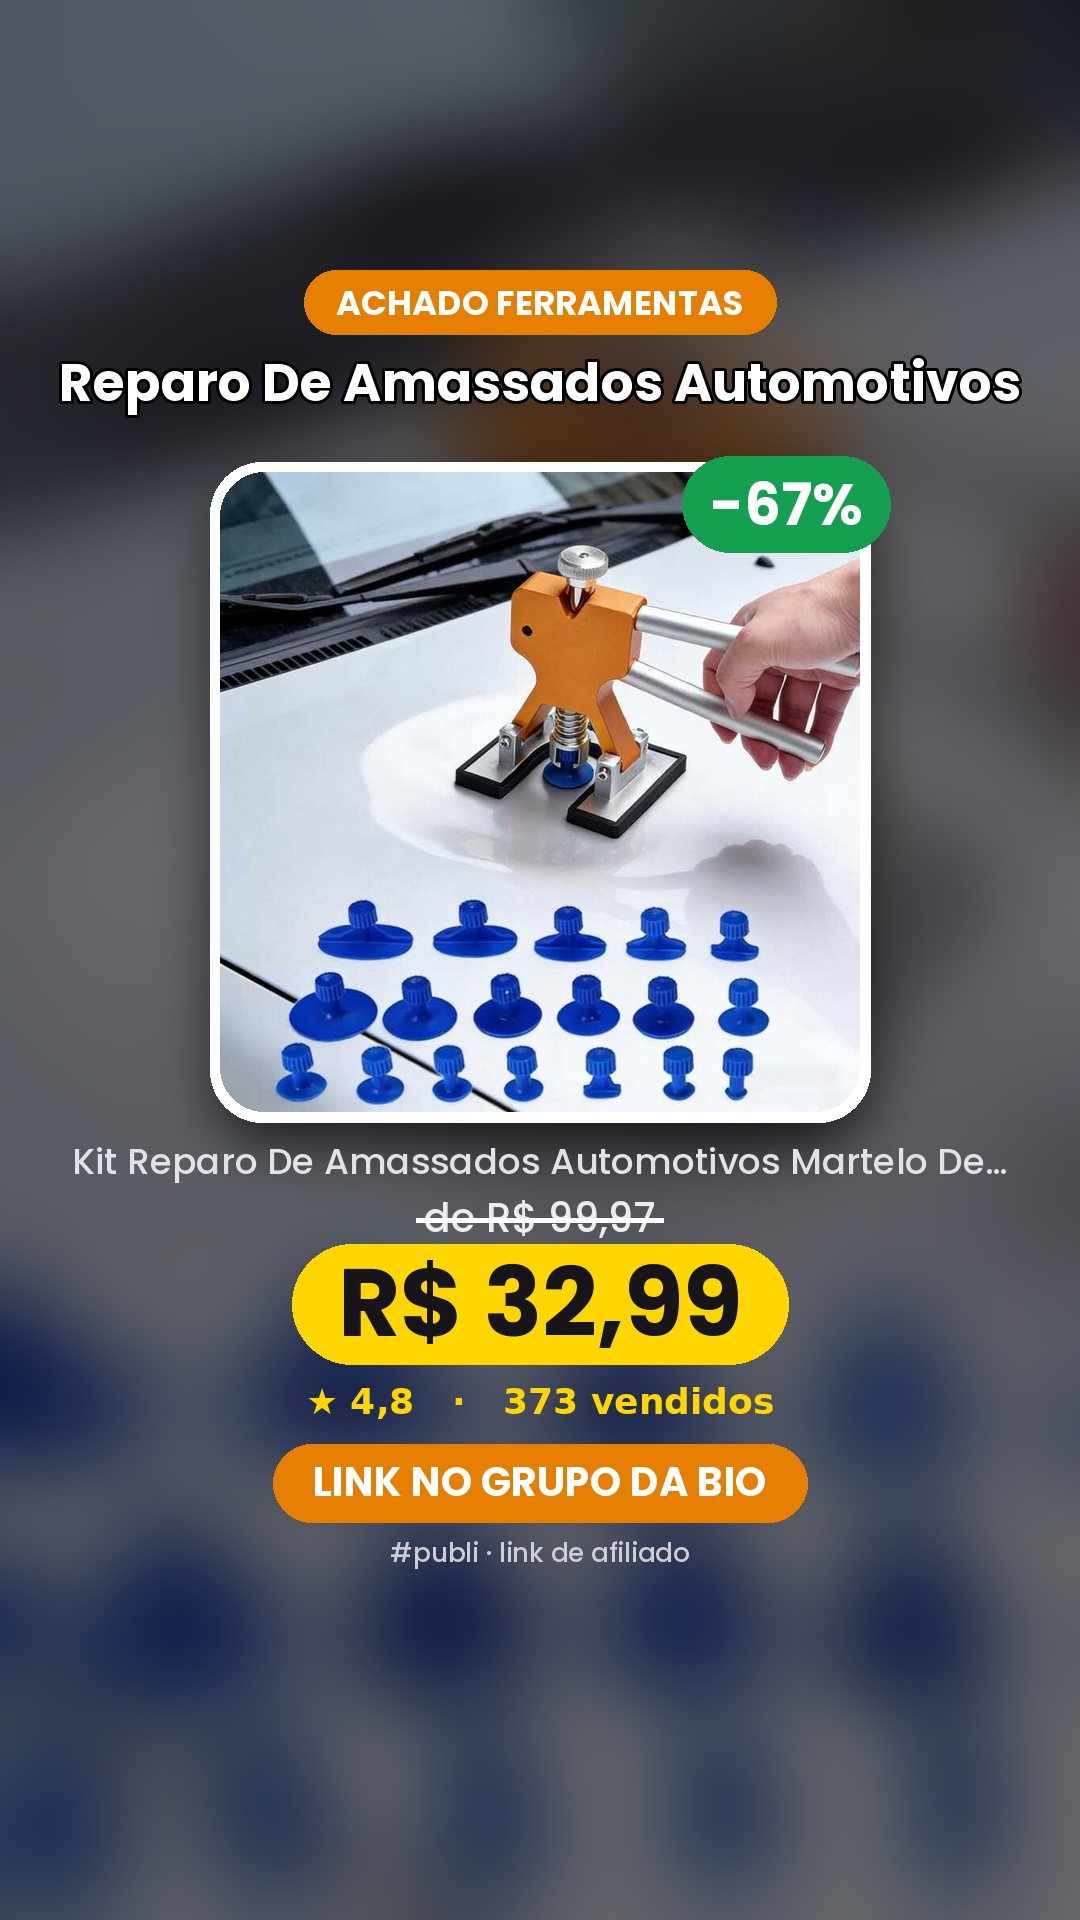 ACHADO FERRAMENTAS
Reparo De Amassados Automotivos
-67%
Kit Reparo De Amassados Automotivos Martelo De...
de R$ 99,97
R$ 32,99
★ 4,8 · 373 vendidos
LINK NO GRUPO DA BIO
#publi · link de afiliado